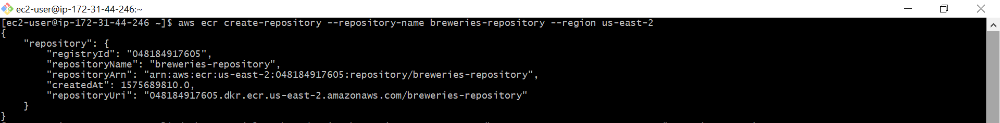 ec2-user@ip-172-31-44-246:~
[ec2-user@ip-172-31-44-246 ~]$ aws ecr create-repository --repository-name breweries-repository --region us-east-2
{
    "repository": {
        "registryId": "048184917605",
        "repositoryName": "breweries-repository",
        "repositoryArn": "arn:aws:ecr:us-east-2:048184917605:repository/breweries-repository",
        "createdAt": 1575689810.0,
        "repositoryUri": "048184917605.dkr.ecr.us-east-2.amazonaws.com/breweries-repository"
    }
}